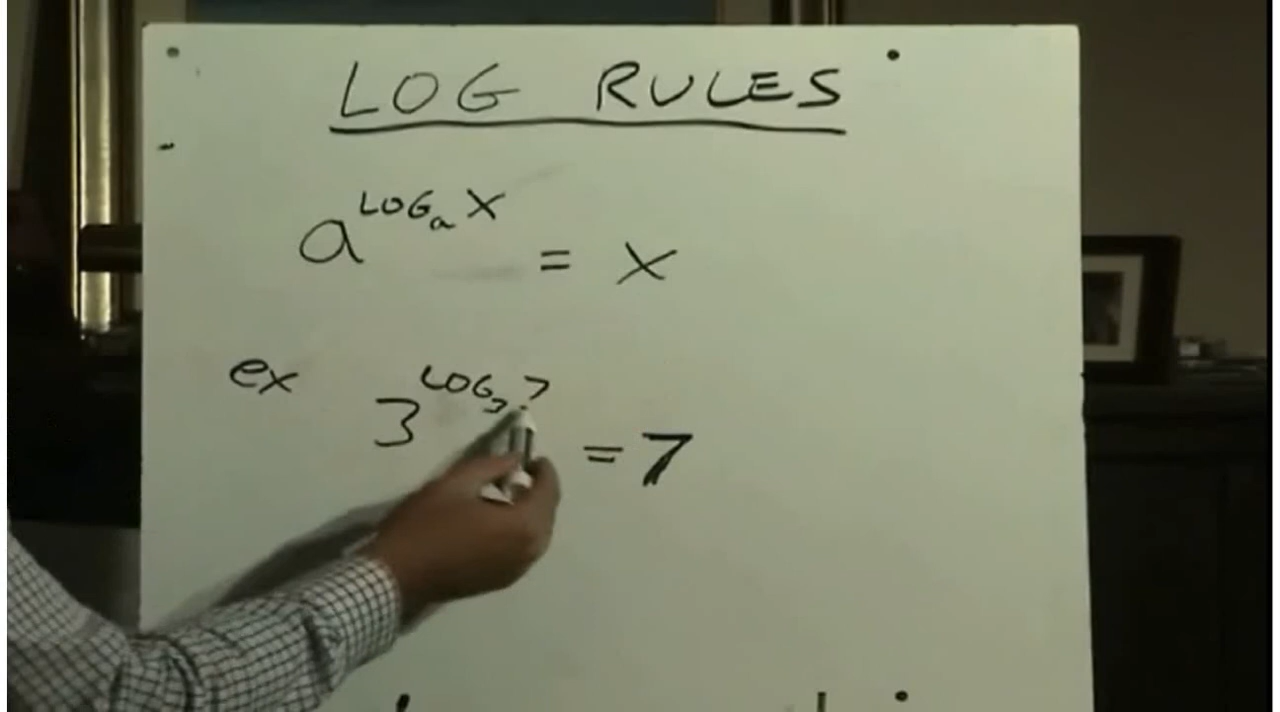 LOG RULES
a^LOG_a X = X
ex 3^LOG_3 7 = 7